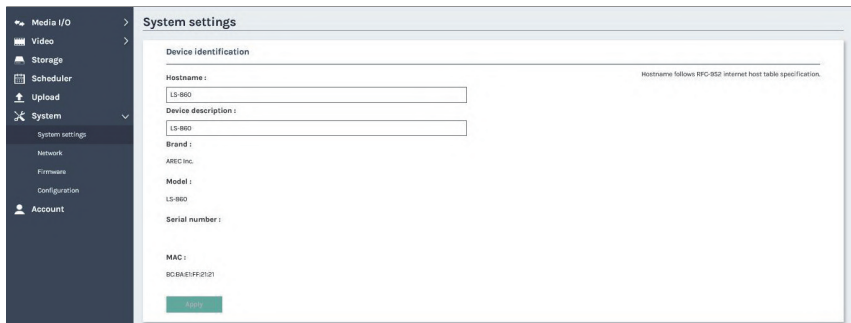 Media I/O
Video
Storage
Scheduler
Upload
System
System settings
Network
Firmware
Configuration
Account
System settings
Device identification
Hostname :
Hostname follows RFC-952 internet host table specification.
LS-860
Device description :
LS-860
Brand :
AREC Inc.
Model :
LS-860
Serial number :
MAC :
BC:BA:E1:FF:21:21
Apply